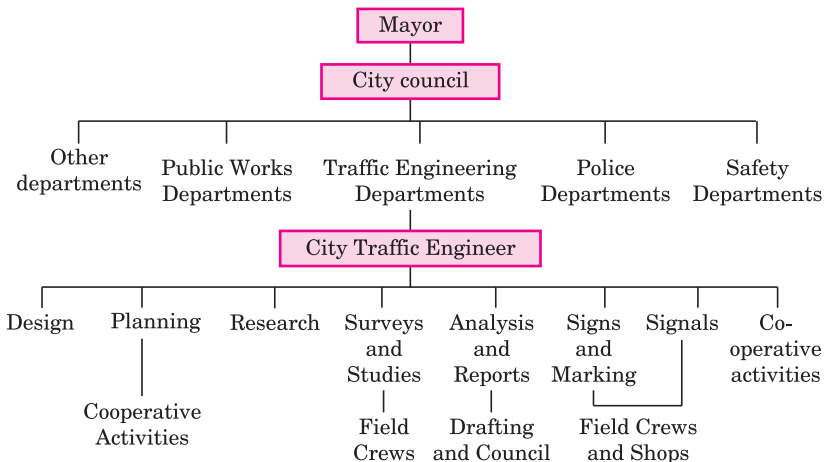 Mayor
City council
Other
departments
Public Works
Departments
Traffic Engineering
Departments
Police
Departments
Safety
Departments
City Traffic Engineer
Design
Planning
Research
Surveys
and
Studies
Analysis
and
Reports
Signs
and
Marking
Signals
Co-
operative
activities
Cooperative
Activities
Field
Crews
Drafting
and Council
Field Crews
and Shops